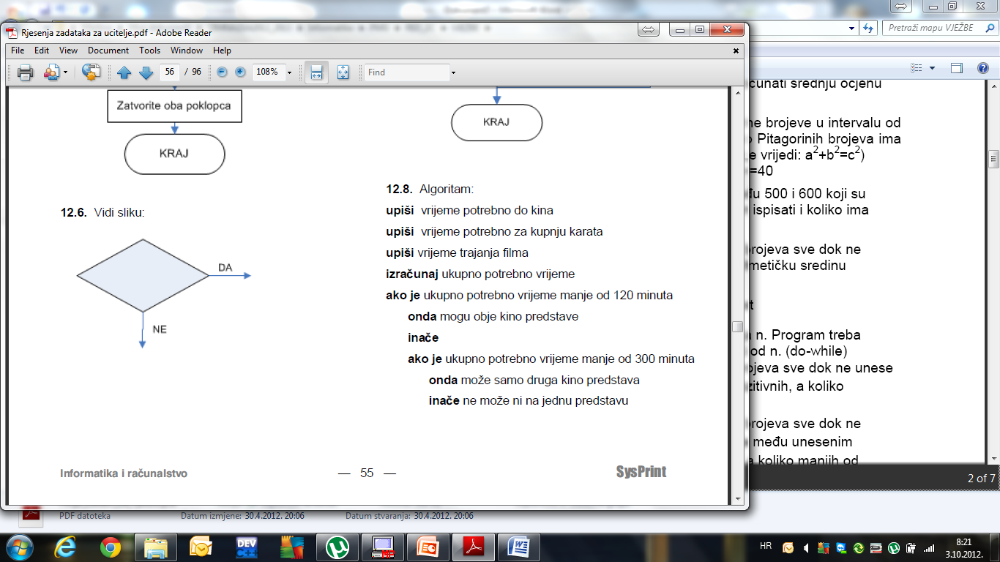 Rjesenja zadataka za ucitelje.pdf - Adobe Reader
File Edit View Document Tools Window Help
56 / 96 108% Find
Pretraži mapu VJEŽBE
Zatvorite oba poklopca
KRAJ
12.6. Vidi sliku:
DA
NE
KRAJ
12.8. Algoritam:
upiši vrijeme potrebno do kina
upiši vrijeme potrebno za kupnju karata
upiši vrijeme trajanja filma
izračunaj ukupno potrebno vrijeme
ako je ukupno potrebno vrijeme manje od 120 minuta
onda mogu obje kino predstave
inače
ako je ukupno potrebno vrijeme manje od 300 minuta
onda može samo druga kino predstava
inače ne može ni na jednu predstavu
Informatika i računalstvo — 55 — SysPrint
čunati srednju ocjenu
ne brojeve u intervalu od
Pitagorinih brojeva ima
e vrijedi: a²+b²=c²)
=40
đu 500 i 600 koji su
ispisati i koliko ima
brojeva sve dok ne
metičku sredinu
n. Program treba
od n. (do-while)
ojeva sve dok ne unese
zitivnih, a koliko
brojeva sve dok ne
među unesenim
a koliko manjih od
2 of 7
PDF datoteka Datum izmjene: 30.4.2012. 20:06 Datum stvaranja: 30.4.2012. 20:06
DEV
HR
8:21
3.10.2012.